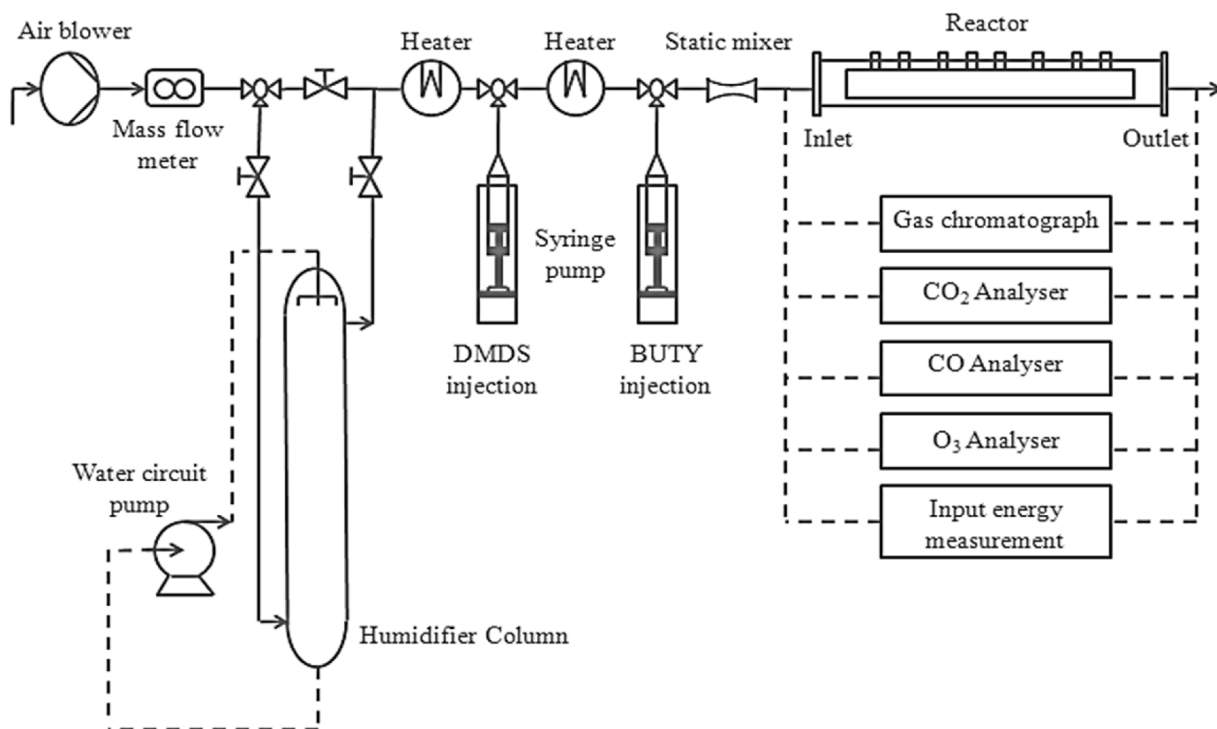 Air blower
Mass flow
meter
Heater
Heater
Static mixer
Reactor
Inlet
Outlet
Syringe
pump
DMDS
injection
BUTY
injection
Gas chromatograph
CO₂ Analyser
CO Analyser
O₃ Analyser
Input energy
measurement
Water circuit
pump
Humidifier Column